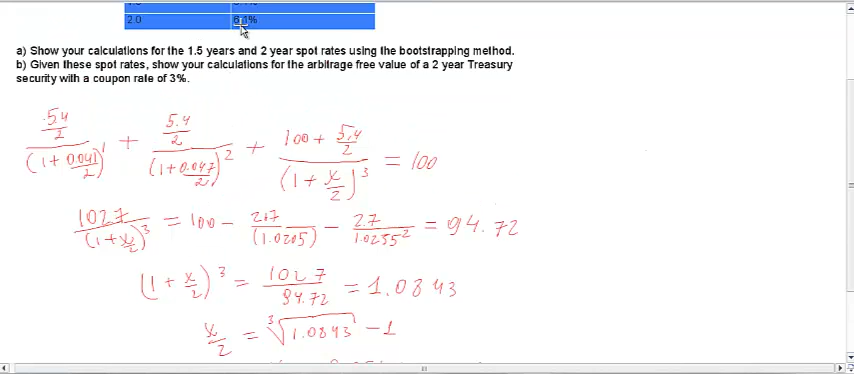 2.0 6.1%
a) Show your calculations for the 1.5 years and 2 year spot rates using the bootstrapping method.
b) Given these spot rates, show your calculations for the arbitrage free value of a 2 year Treasury
security with a coupon rate of 3%.
5.4/2 / (1+0.041/2)^1 + 5.4/2 / (1+0.047/2)^2 + 100+5.4/2 / (1+x/2)^3 = 100
102.7/(1+x/2)^3 = 100 - 2.7/(1.0205) - 2.7/1.0235^2 = 94.72
(1+x/2)^3 = 102.7/94.72 = 1.0843
x/2 = ∛1.0843 - 1